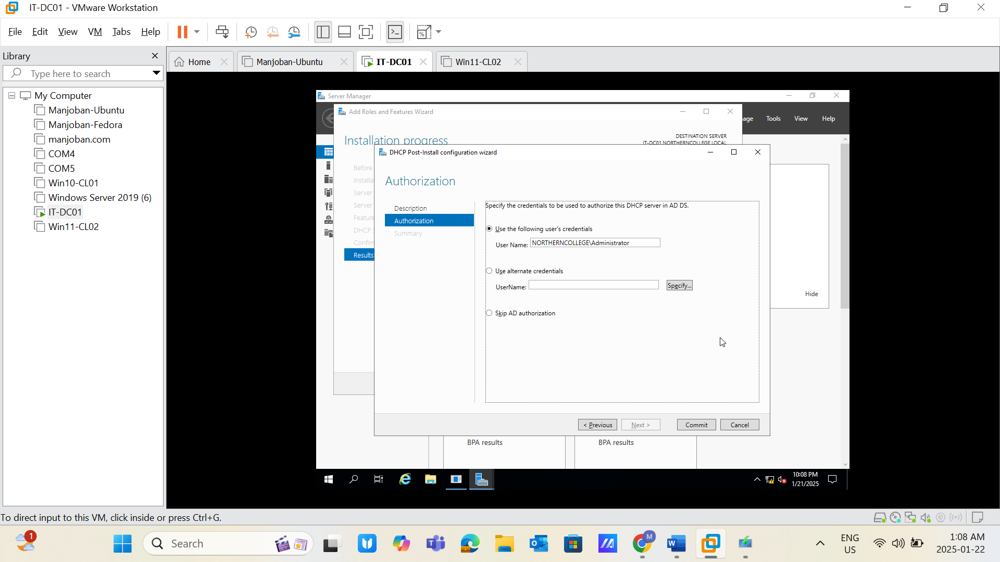 IT-DC01 - VMware Workstation
File Edit View VM Tabs Help
Library
Type here to search
My Computer
Manjoban-Ubuntu
Manjoban-Fedora
manjoban.com
COM4
COM5
Win10-CL01
Windows Server 2019 (6)
IT-DC01
Win11-CL02
Home
Manjoban-Ubuntu
IT-DC01
Win11-CL02
Server Manager
Tools View Help
Add Roles and Features Wizard
Installation progress
DESTINATION SERVER
IT-DC01.NORTHERNCOLLEGE.LOCAL
Before
Server
Server
DHCP
Results
DHCP Post-Install configuration wizard
Authorization
Description
Authorization
Summary
Specify the credentials to be used to authorize this DHCP server in AD DS.
Use the following user's credentials
User Name: NORTHERNCOLLEGE\Administrator
Use alternate credentials
UserName:
Specify...
Skip AD authorization
< Previous Next > Commit Cancel
Hide
BPA results
BPA results
10:08 PM
1/21/2025
To direct input to this VM, click inside or press Ctrl+G.
1
Search
M
ENG
US
1:08 AM
2025-01-22